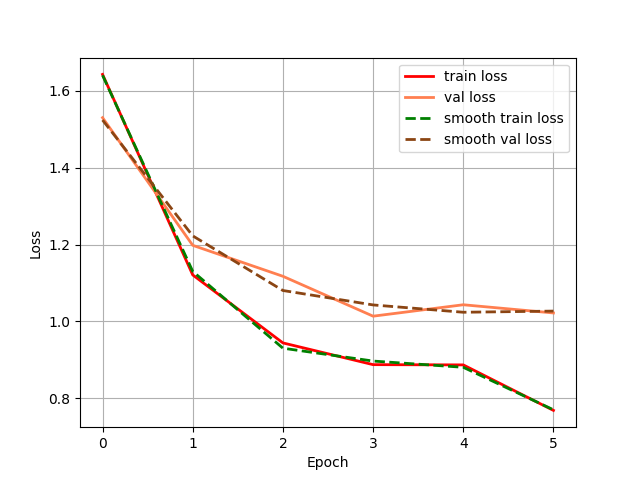 train loss
val loss
smooth train loss
smooth val loss
1.6
1.4
1.2
1.0
0.8
Loss
0 1 2 3 4 5
Epoch